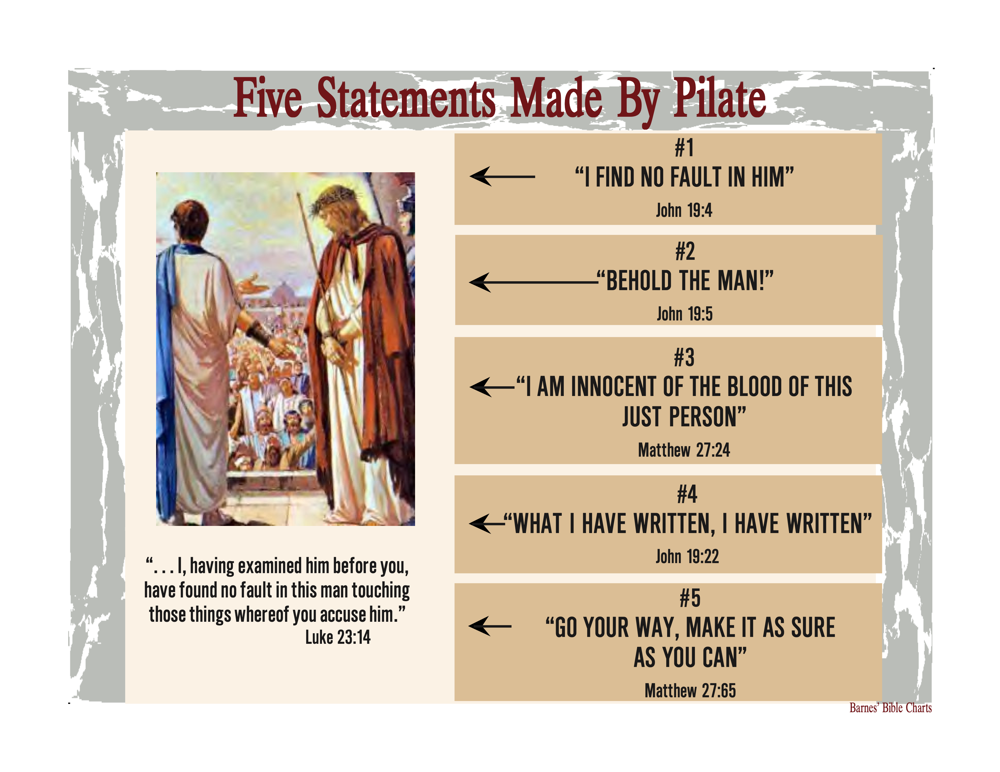 Five Statements Made By Pilate
#1
“I FIND NO FAULT IN HIM”
John 19:4
#2
“BEHOLD THE MAN!”
John 19:5
#3
“I AM INNOCENT OF THE BLOOD OF THIS
JUST PERSON”
Matthew 27:24
#4
“WHAT I HAVE WRITTEN, I HAVE WRITTEN”
John 19:22
#5
“GO YOUR WAY, MAKE IT AS SURE
AS YOU CAN”
Matthew 27:65
“. . . I, having examined him before you,
have found no fault in this man touching
those things whereof you accuse him.”
Luke 23:14
Barnes’ Bible Charts